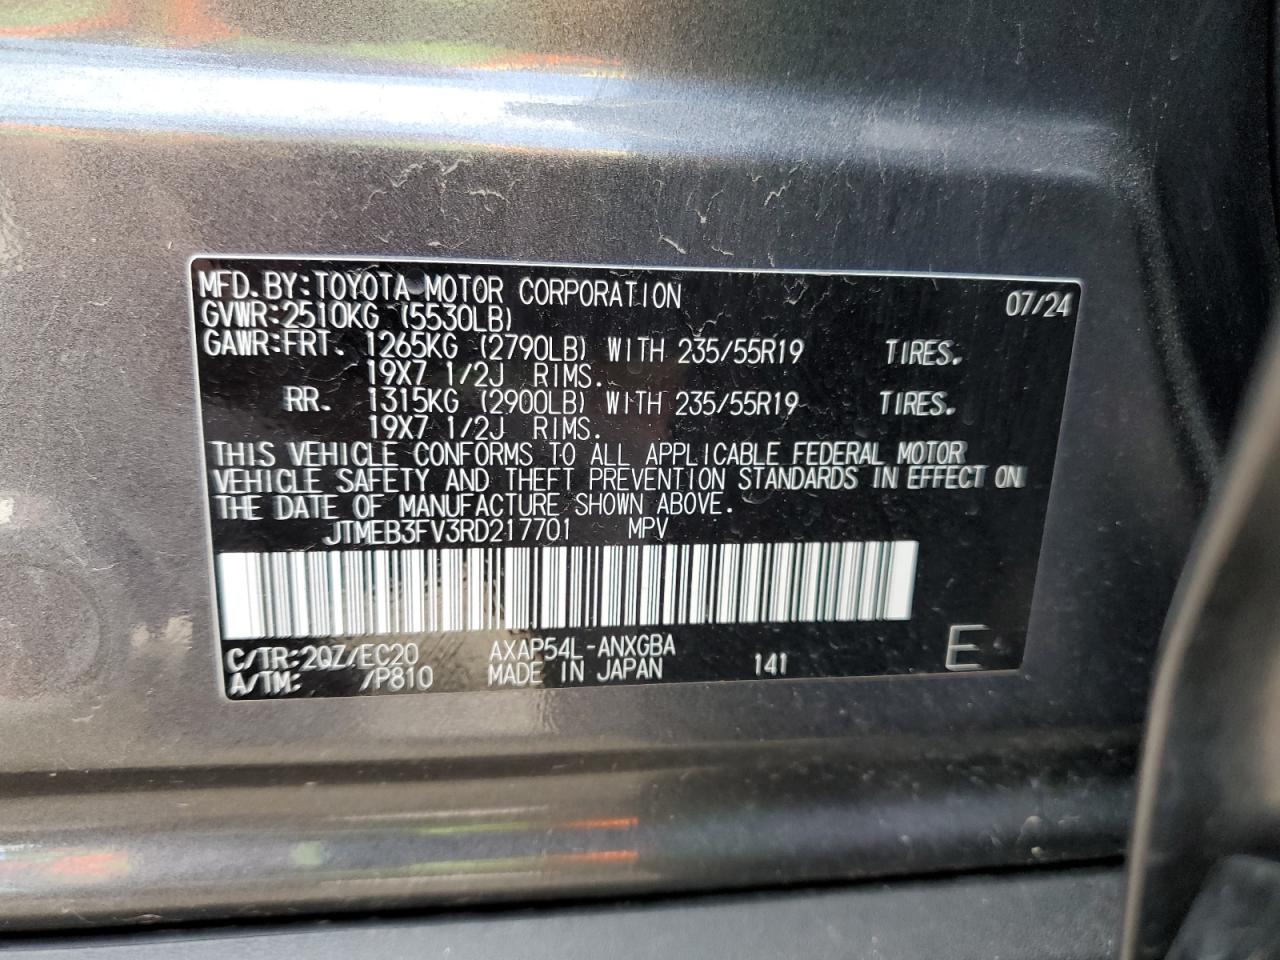 MFD.BY:TOYOTA MOTOR CORPORATION 07/24
GVWR:2510KG (5530LB)
GAWR:FRT. 1265KG (2790LB) WITH 235/55R19 TIRES.
19X7 1/2J RIMS.
RR. 1315KG (2900LB) WITH 235/55R19 TIRES.
19X7 1/2J RIMS.
THIS VEHICLE CONFORMS TO ALL APPLICABLE FEDERAL MOTOR
VEHICLE SAFETY AND THEFT PREVENTION STANDARDS IN EFFECT ON
THE DATE OF MANUFACTURE SHOWN ABOVE.
JTMEB3FV3RD217701 MPV
C/TR:2QZ/EC20 AXAP54L-ANXGBA
A/TM: /P810 MADE IN JAPAN 141 E